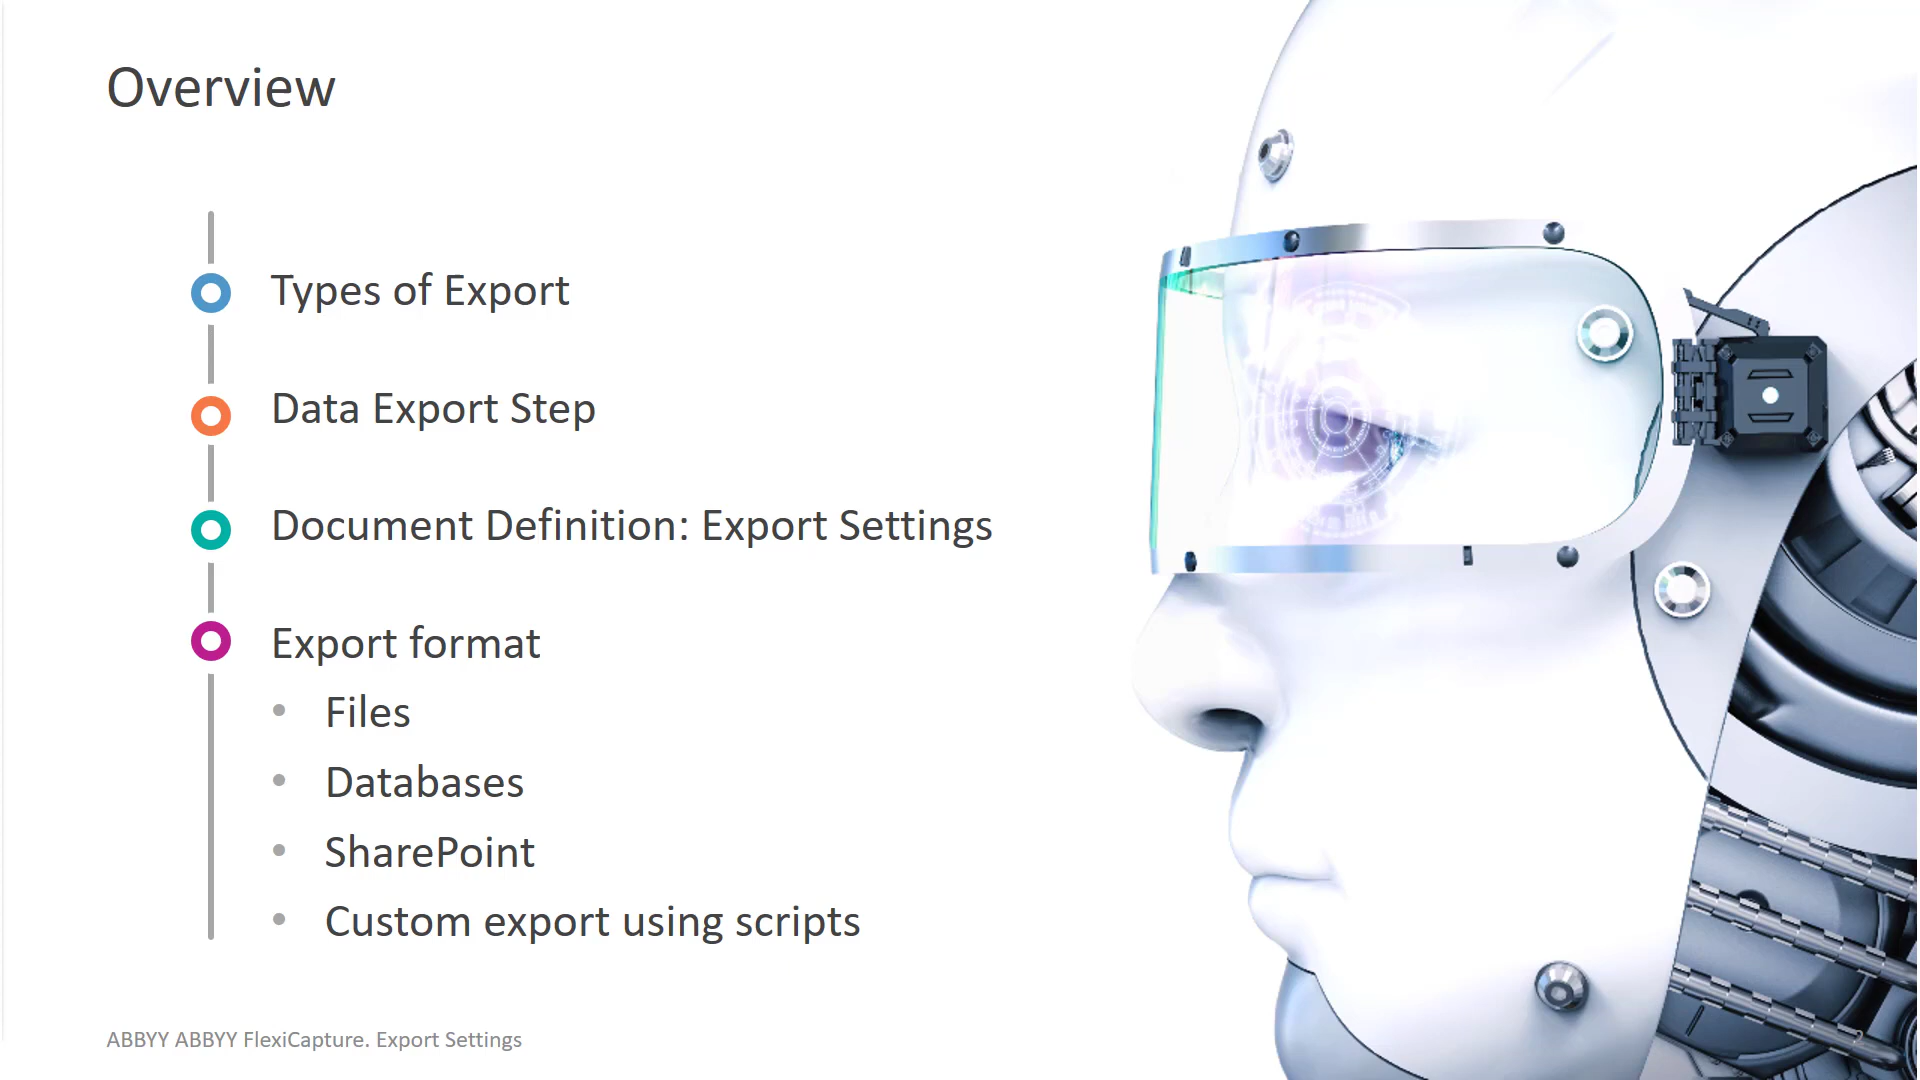 Overview
Types of Export
Data Export Step
Document Definition: Export Settings
Export format
• Files
• Databases
• SharePoint
• Custom export using scripts
ABBYY ABBYY FlexiCapture. Export Settings
2